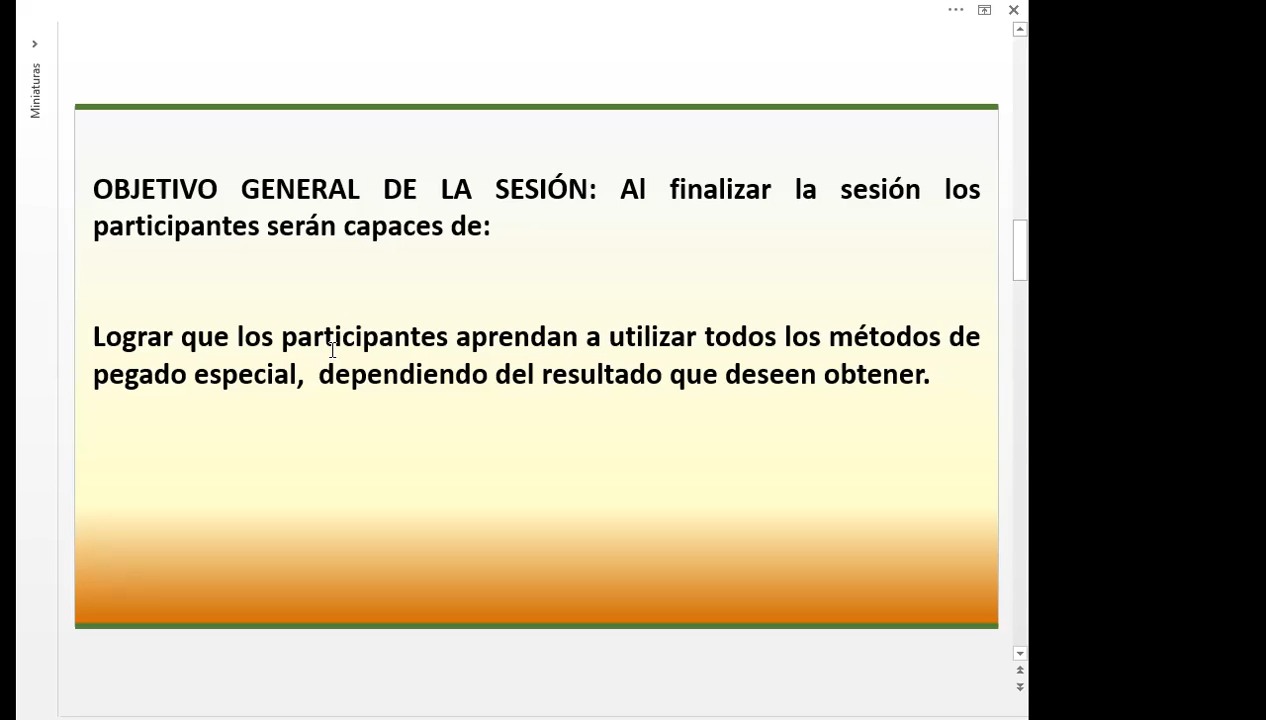 Miniaturas
OBJETIVO GENERAL DE LA SESIÓN: Al finalizar la sesión los
participantes serán capaces de:
Lograr que los participantes aprendan a utilizar todos los métodos de
pegado especial,  dependiendo del resultado que deseen obtener.